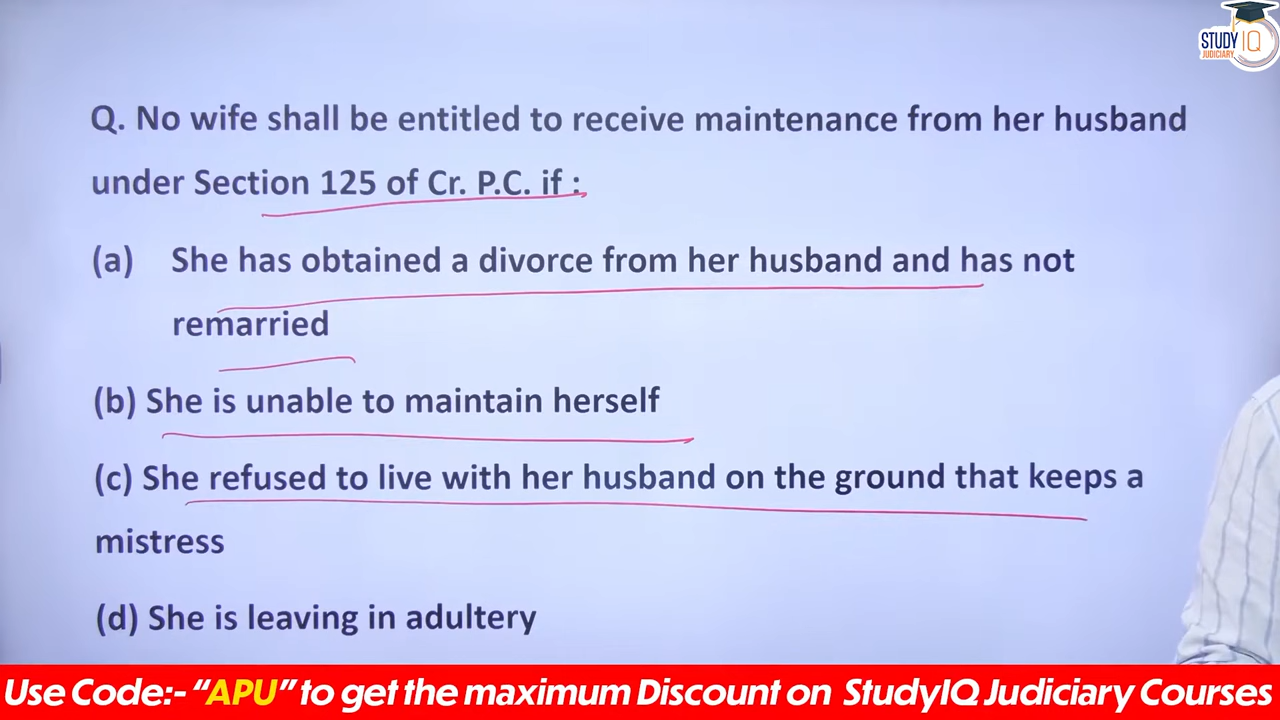 STUDY IQ
JUDICIARY
Q. No wife shall be entitled to receive maintenance from her husband
under Section 125 of Cr. P.C. if :
(a) She has obtained a divorce from her husband and has not
remarried
(b) She is unable to maintain herself
(c) She refused to live with her husband on the ground that keeps a
mistress
(d) She is leaving in adultery
Use Code:- “APU” to get the maximum Discount on StudyIQ Judiciary Courses